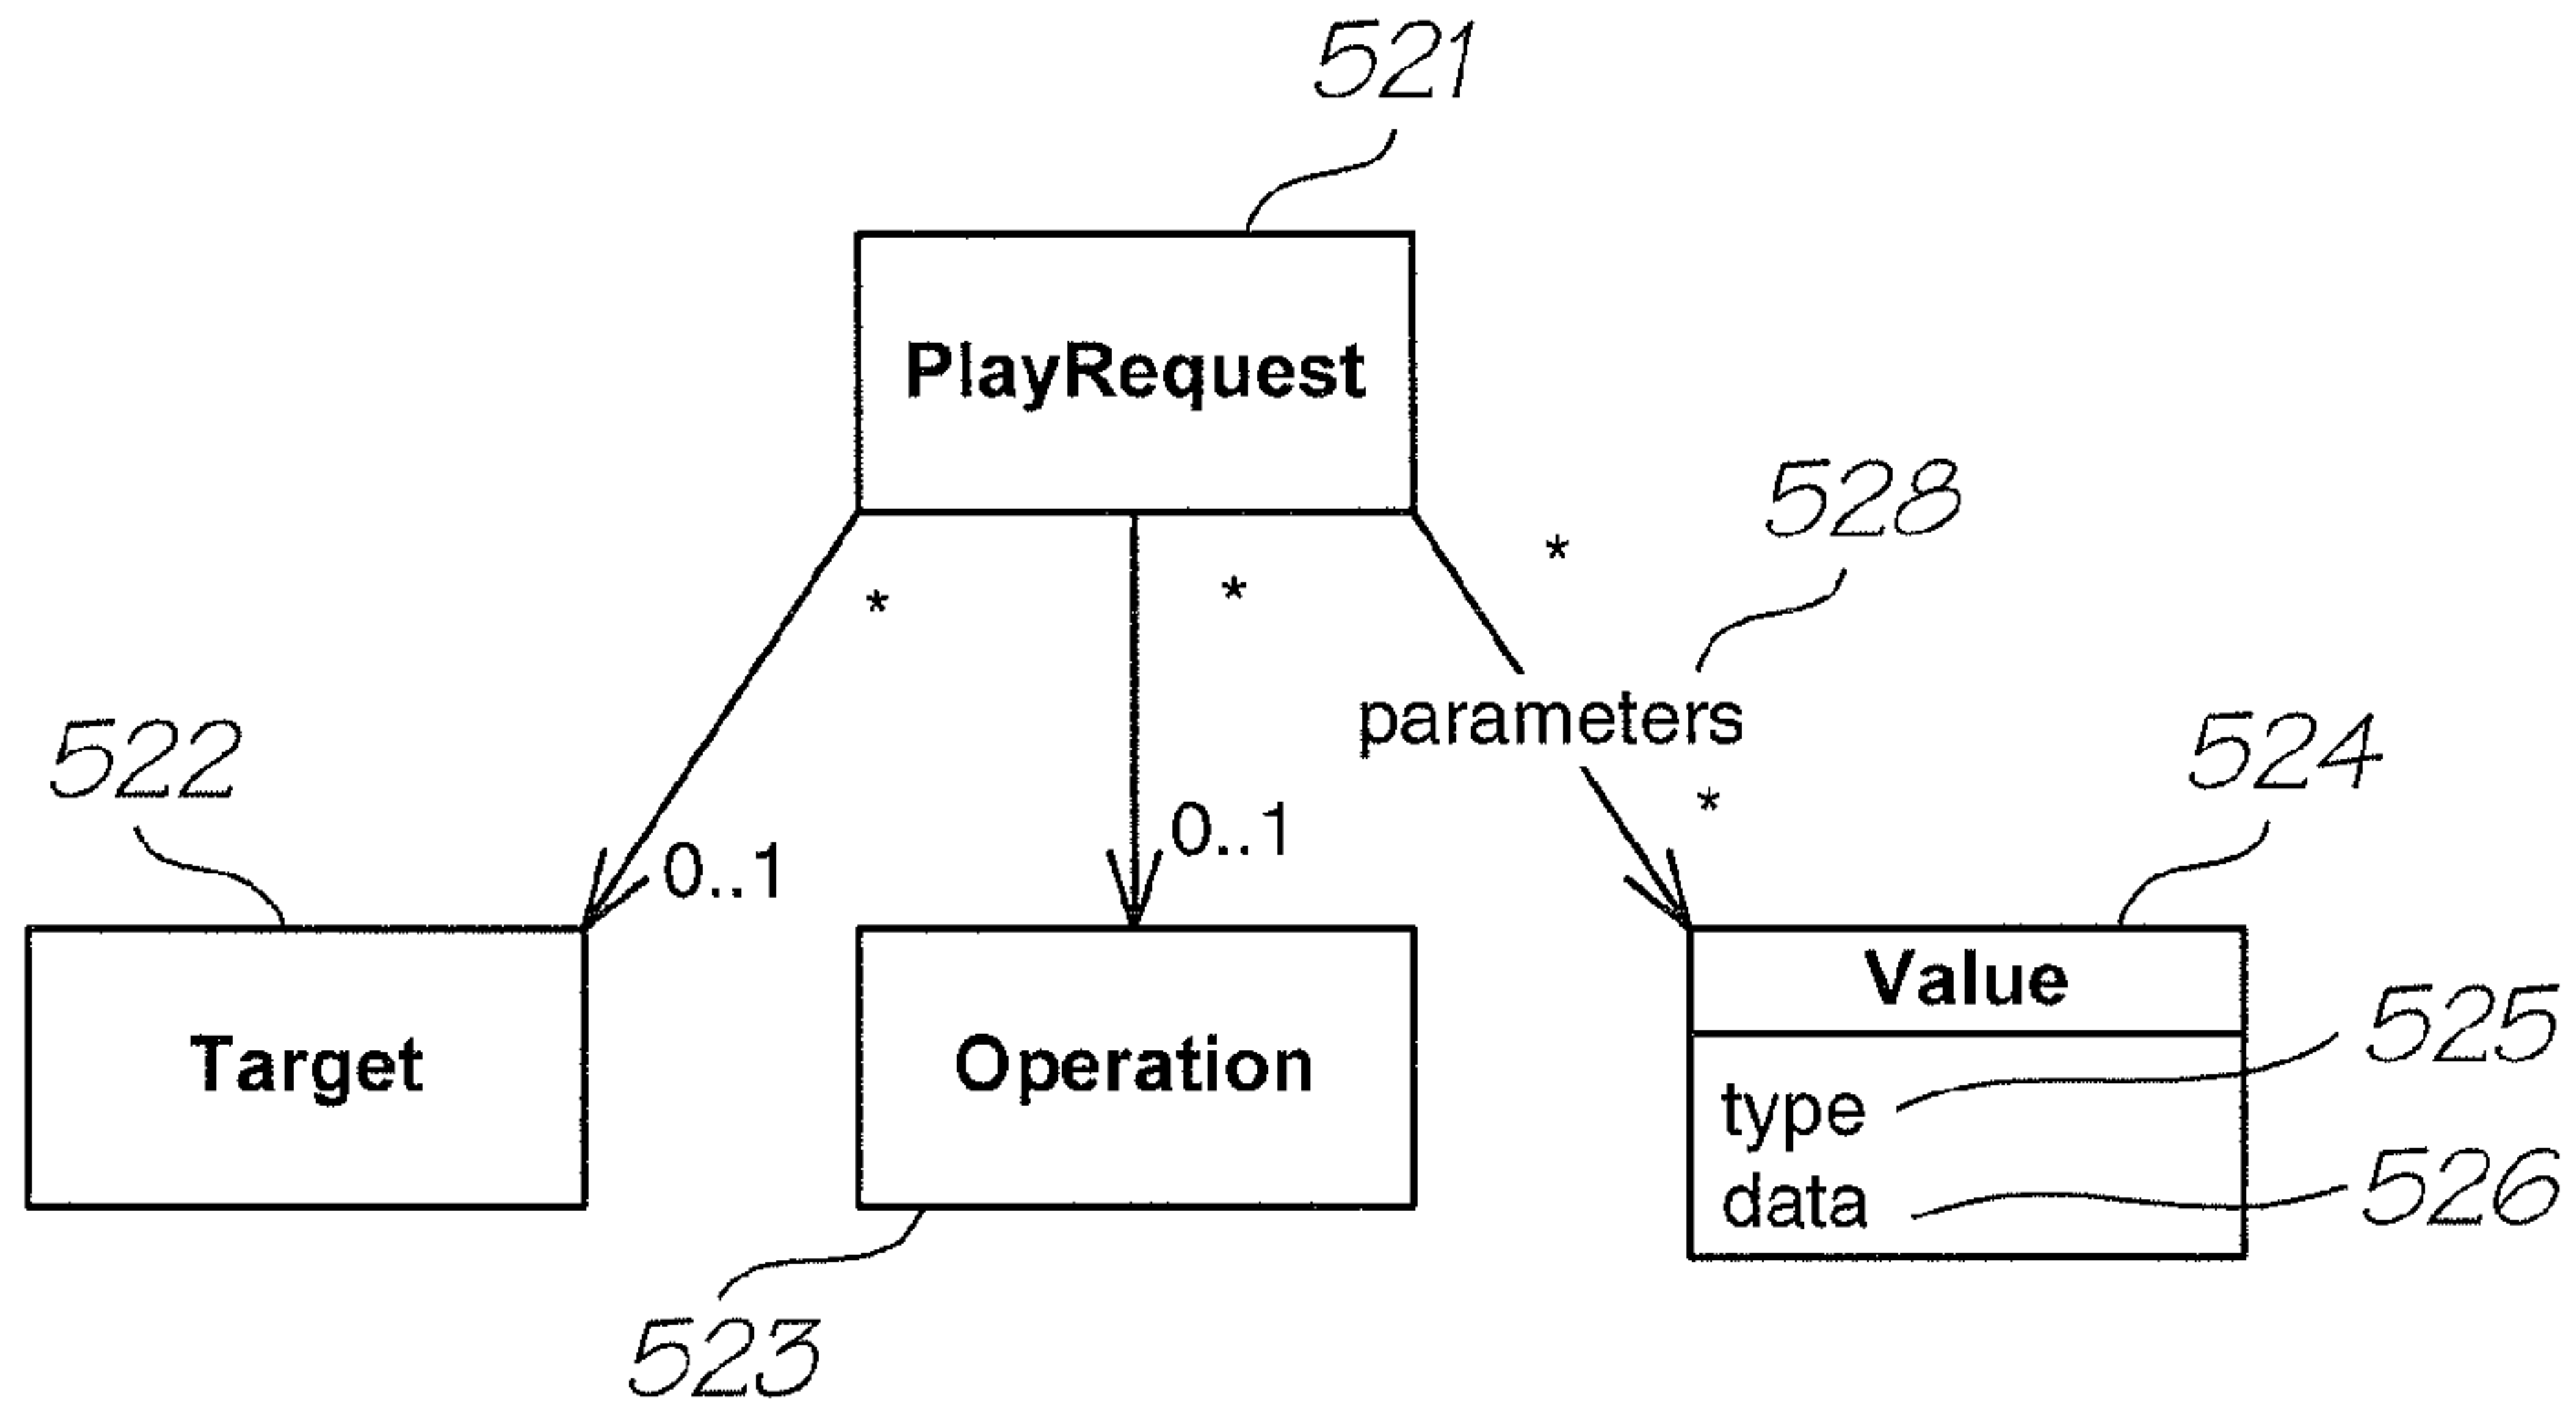 521
PlayRequest
528
*
*
*
parameters
522
524
*
0..1
0..1
Value
525
Target
Operation
type
data
526
523